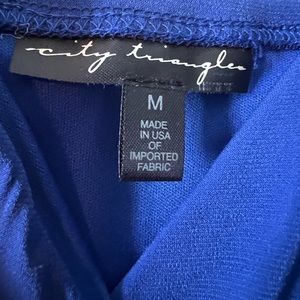 city triangles
M
MADE
IN USA
OF
IMPORTED
FABRIC